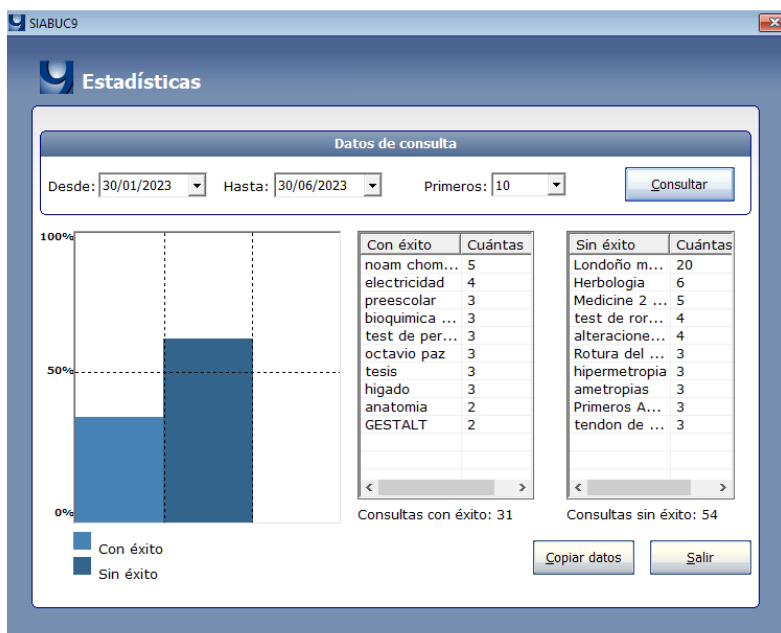 SIABUC9
Estadísticas
Datos de consulta
Desde: 30/01/2023 Hasta: 30/06/2023 Primeros: 10 Consultar
100%
50%
0%
Con éxito
Sin éxito
Con éxito Cuántas
noam chom... 5
electricidad 4
preescolar 3
bioquimica ... 3
test de per... 3
octavio paz 3
tesis 3
higado 3
anatomia 2
GESTALT 2
Consultas con éxito: 31
Sin éxito Cuántas
Londoño m... 20
Herbologia 6
Medicine 2 ... 5
test de ror... 4
alteracione... 4
Rotura del ... 3
hipermetropia 3
ametropias 3
Primeros A... 3
tendon de ... 3
Consultas sin éxito: 54
Copiar datos Salir